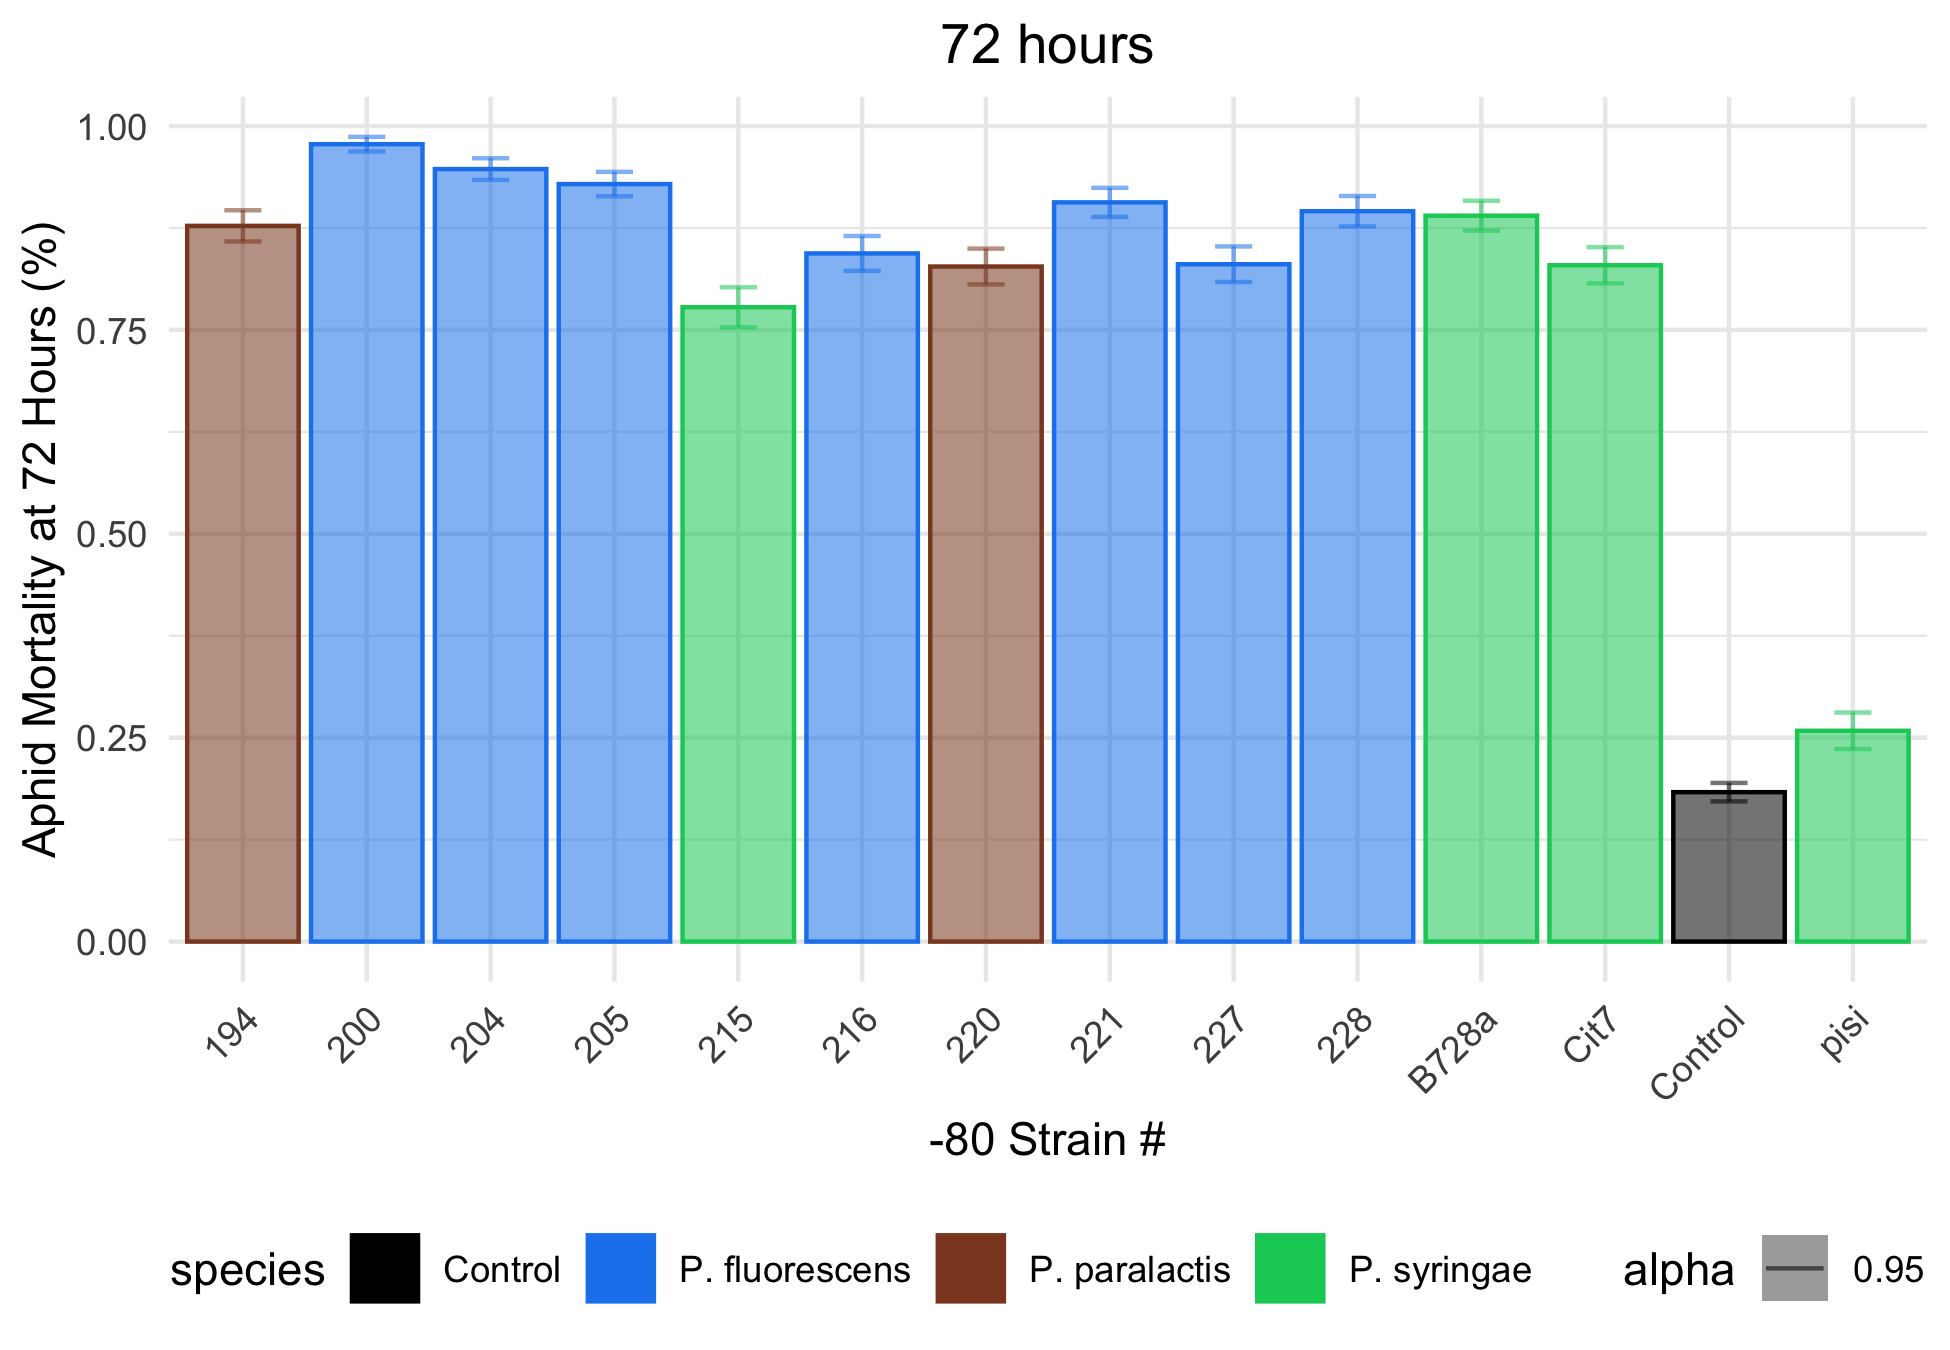 72 hours
Aphid Mortality at 72 Hours (%)
1.00
0.75
0.50
0.25
0.00
194 200 204 205 215 216 220 221 227 228 B728a Cit7 Control pisi
-80 Strain #
species Control P. fluorescens P. paralactis P. syringae alpha 0.95